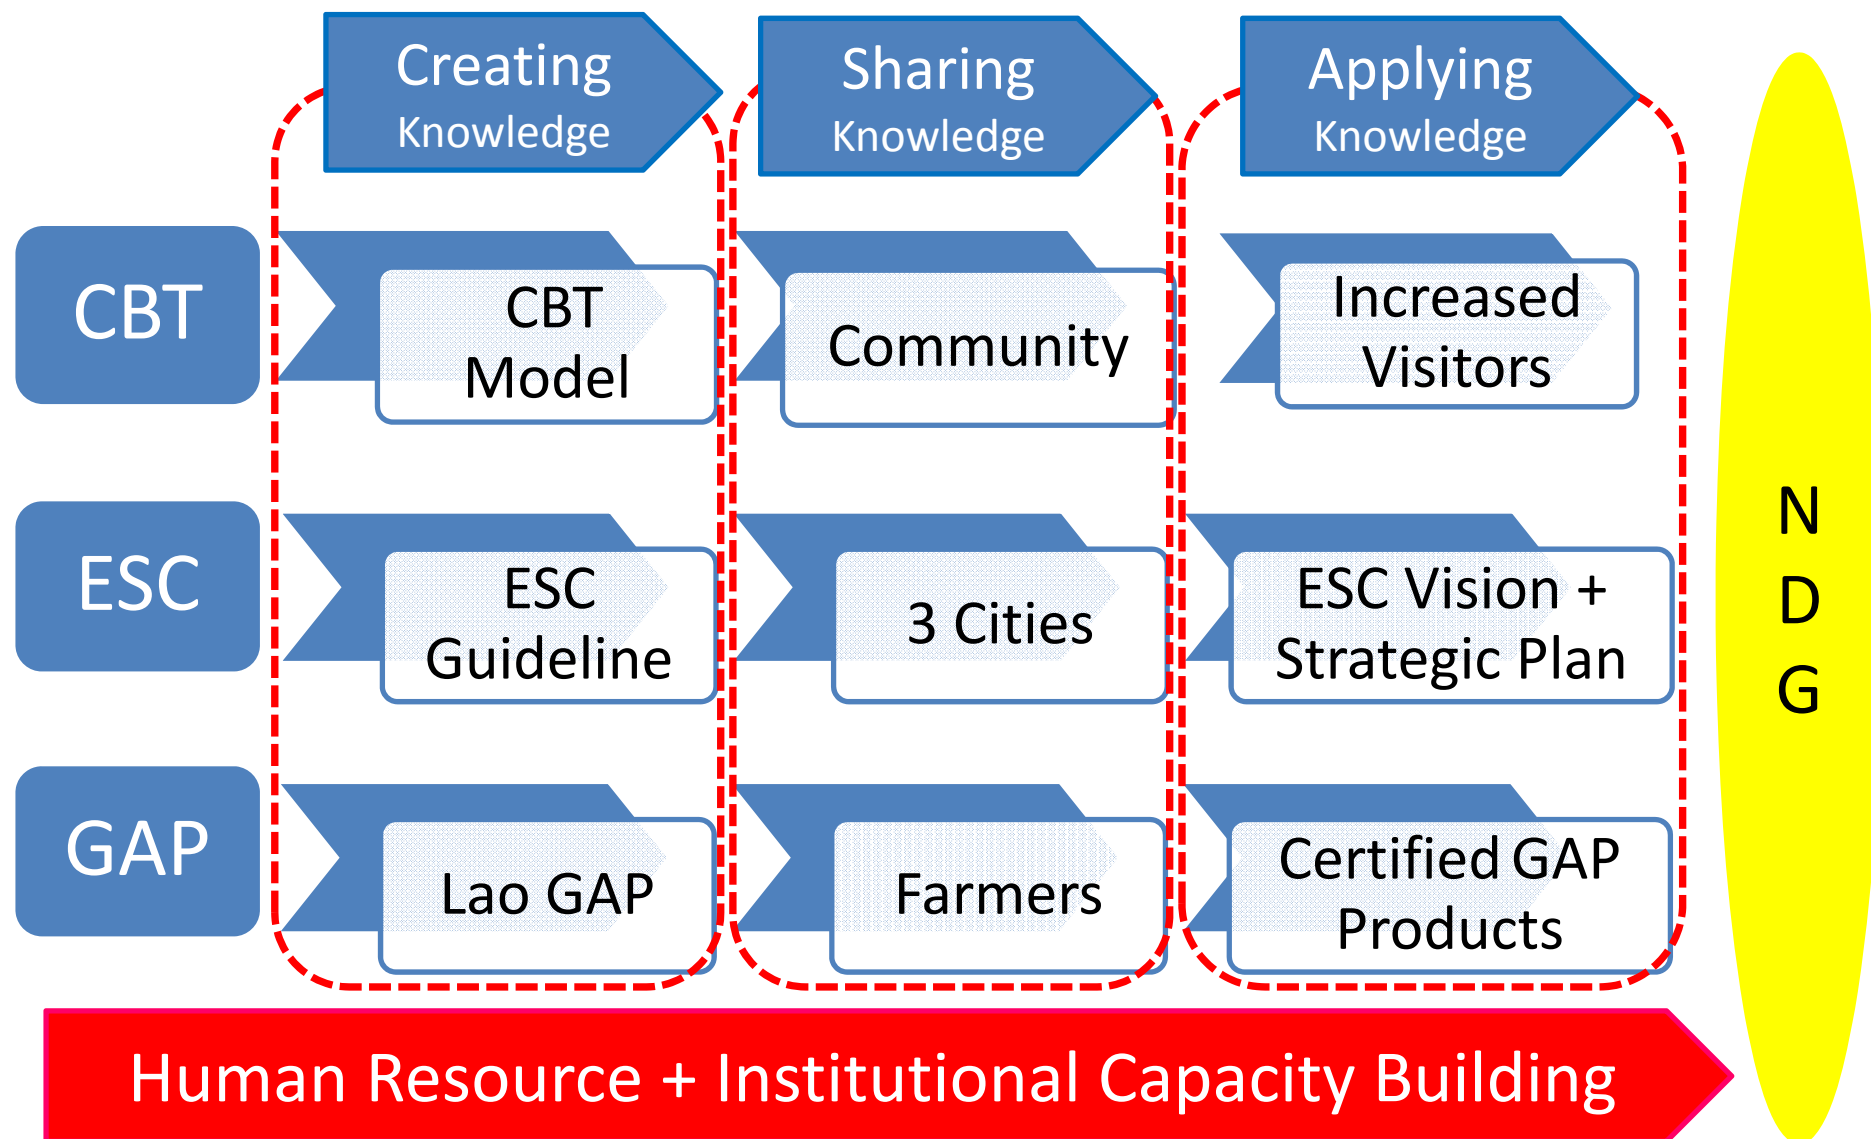 Creating
Knowledge
Sharing
Knowledge
Applying
Knowledge
CBT
CBT
Model
Community
Increased
Visitors
ESC
ESC
Guideline
3 Cities
ESC Vision +
Strategic Plan
GAP
Lao GAP
Farmers
Certified GAP
Products
N
D
G
Human Resource + Institutional Capacity Building